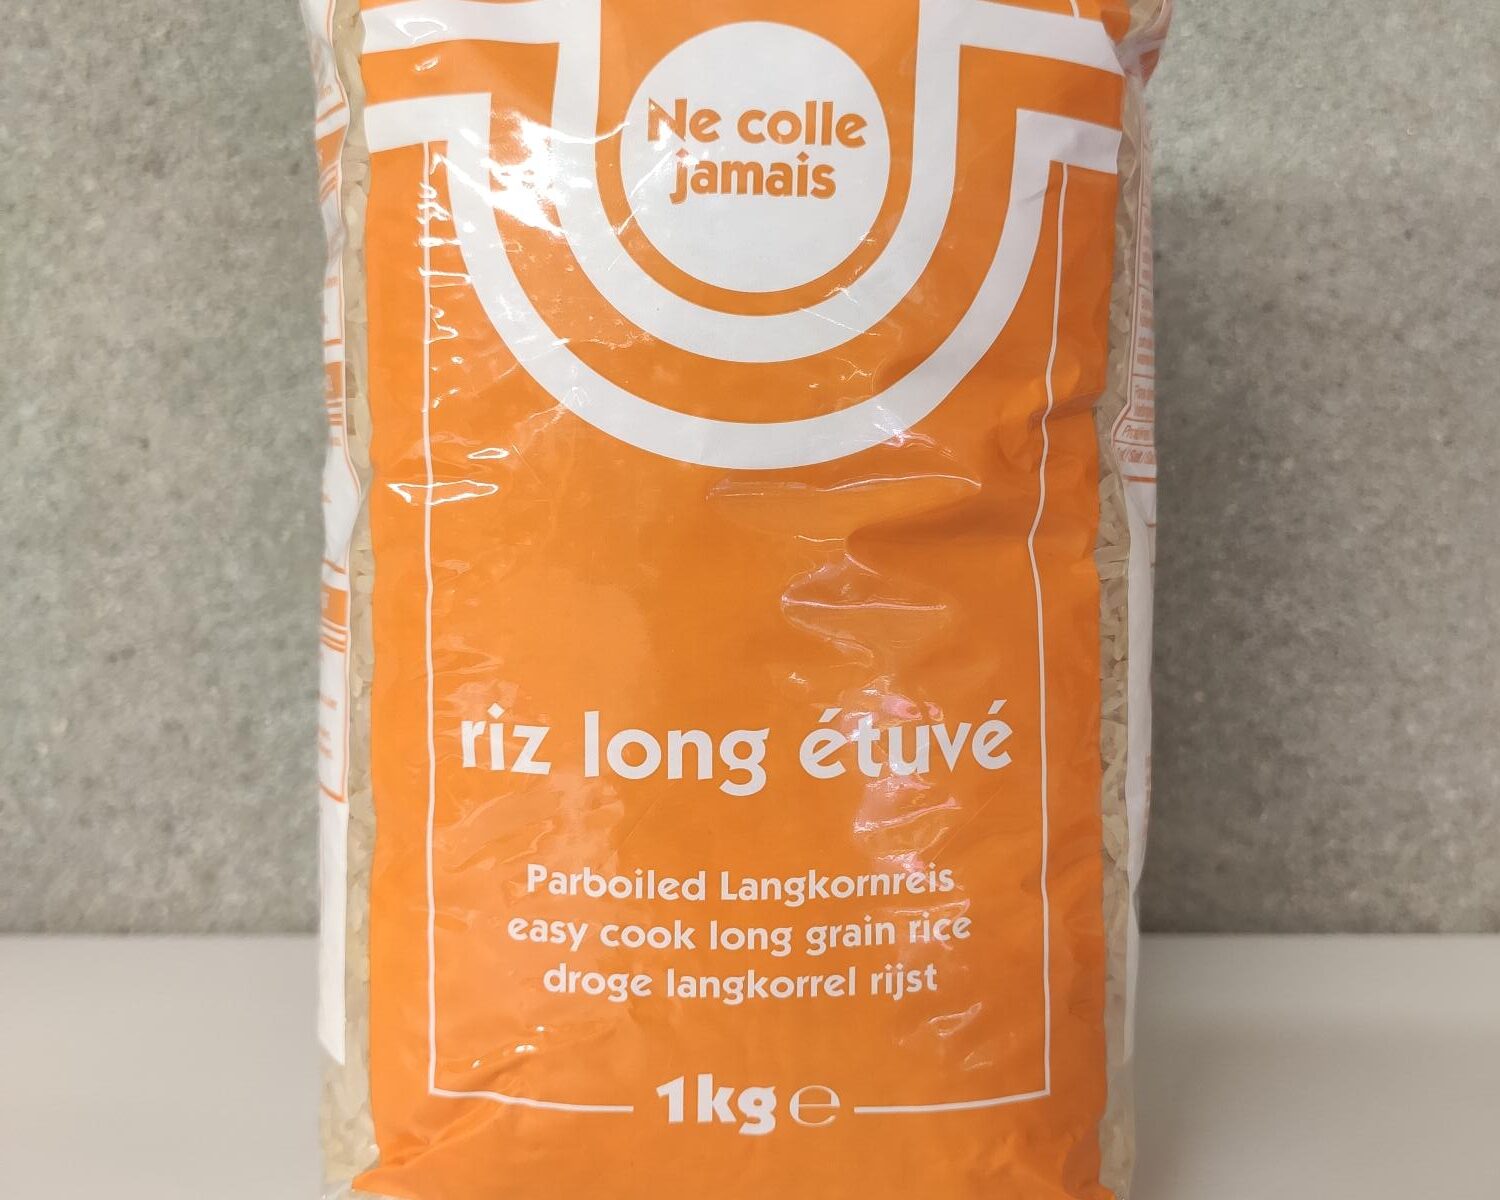 Ne colle
jamais
riz long étuvé
Parboiled Langkornreis
easy cook long grain rice
droge langkorrel rijst
1kg ℮